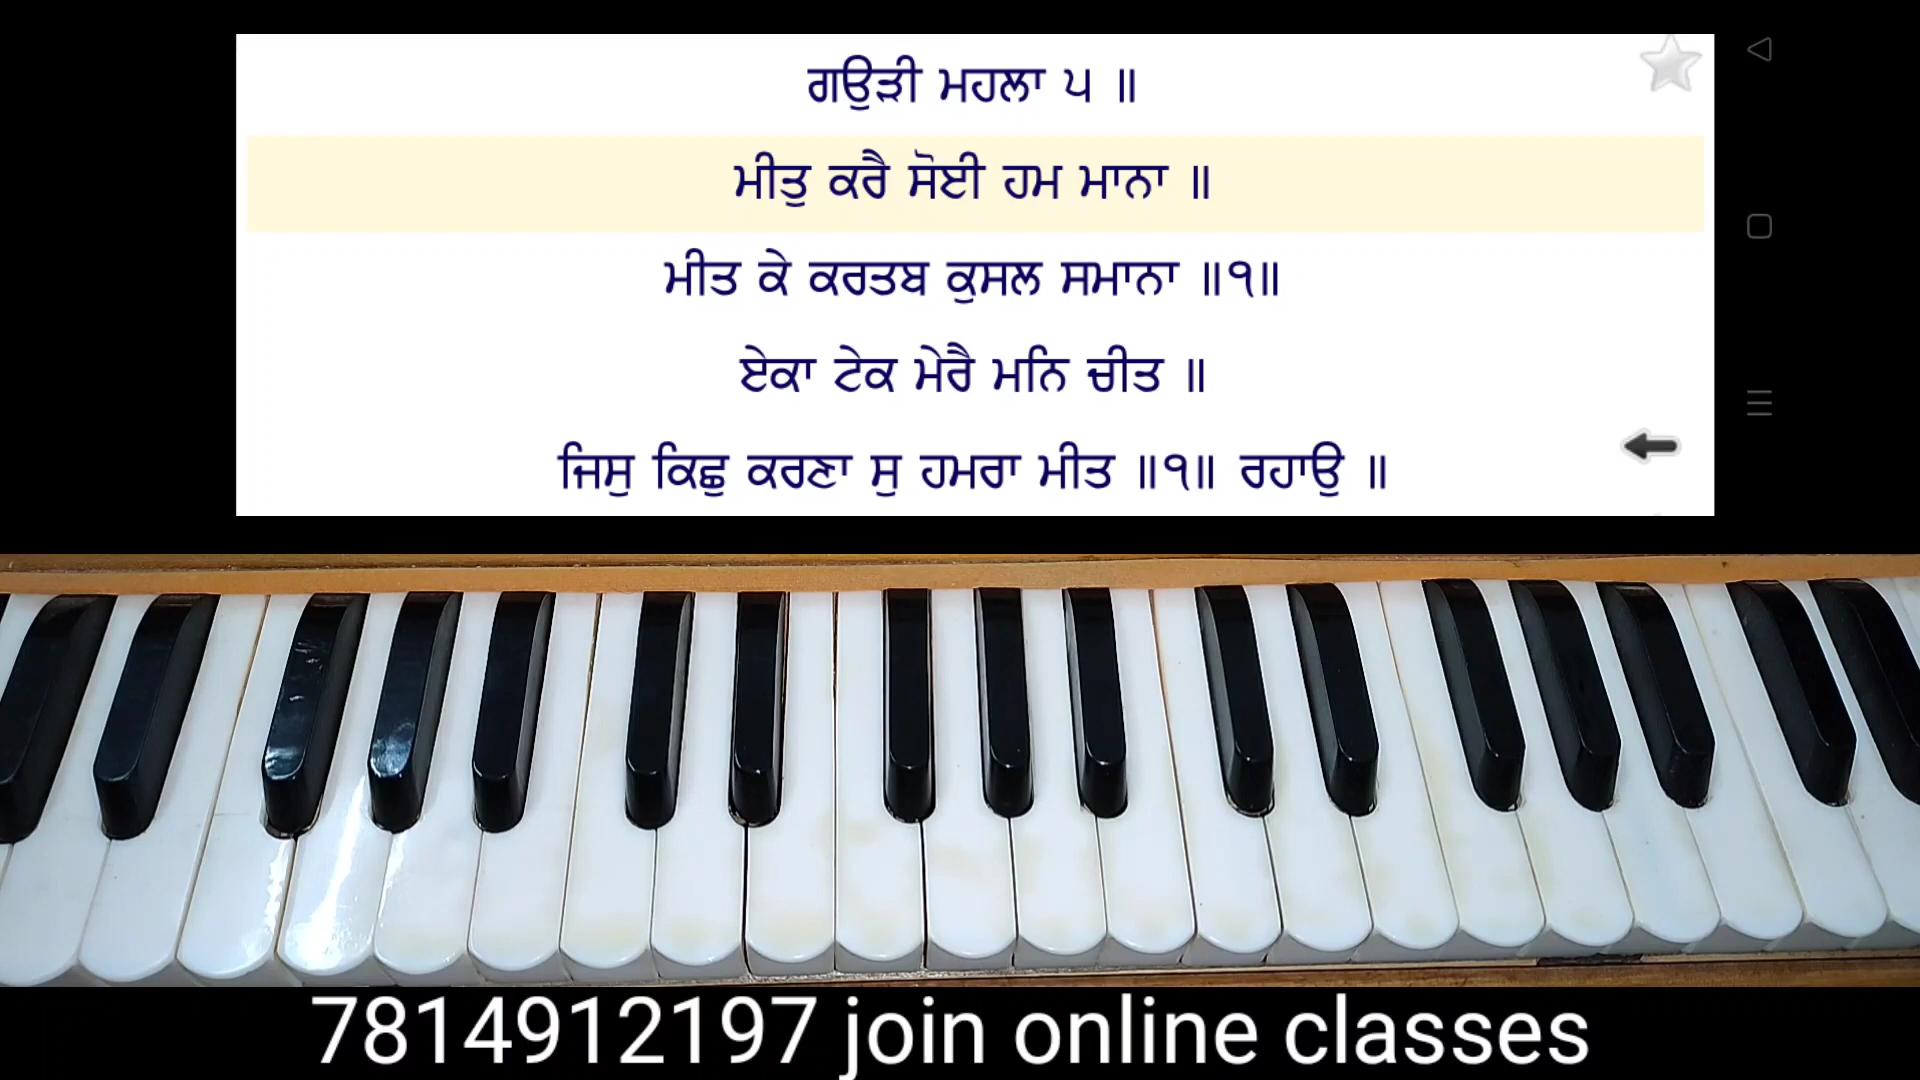 ਗਉੜੀ ਮਹਲਾ ੫ ॥
ਮੀਤੁ ਕਰੈ ਸੋਈ ਹਮ ਮਾਨਾ ॥
ਮੀਤ ਕੇ ਕਰਤਬ ਕੁਸਲ ਸਮਾਨਾ ॥੧॥
ਏਕਾ ਟੇਕ ਮੇਰੈ ਮਨਿ ਚੀਤ ॥
ਜਿਸੁ ਕਿਛੁ ਕਰਣਾ ਸੁ ਹਮਰਾ ਮੀਤ ॥੧॥ ਰਹਾਉ ॥
7814912197 join online classes